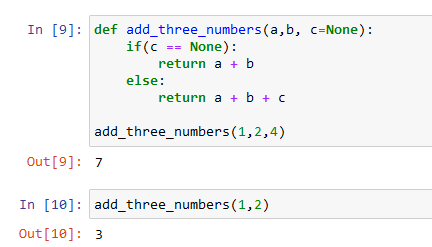 In [9]: def add_three_numbers(a,b, c=None):
    if(c == None):
        return a + b
    else:
        return a + b + c

add_three_numbers(1,2,4)
Out[9]: 7
In [10]: add_three_numbers(1,2)
Out[10]: 3